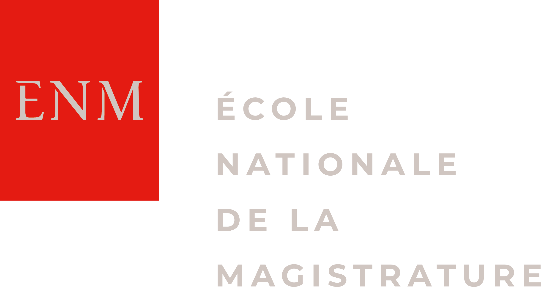 ENM
ÉCOLE
NATIONALE
DE LA
MAGISTRATURE